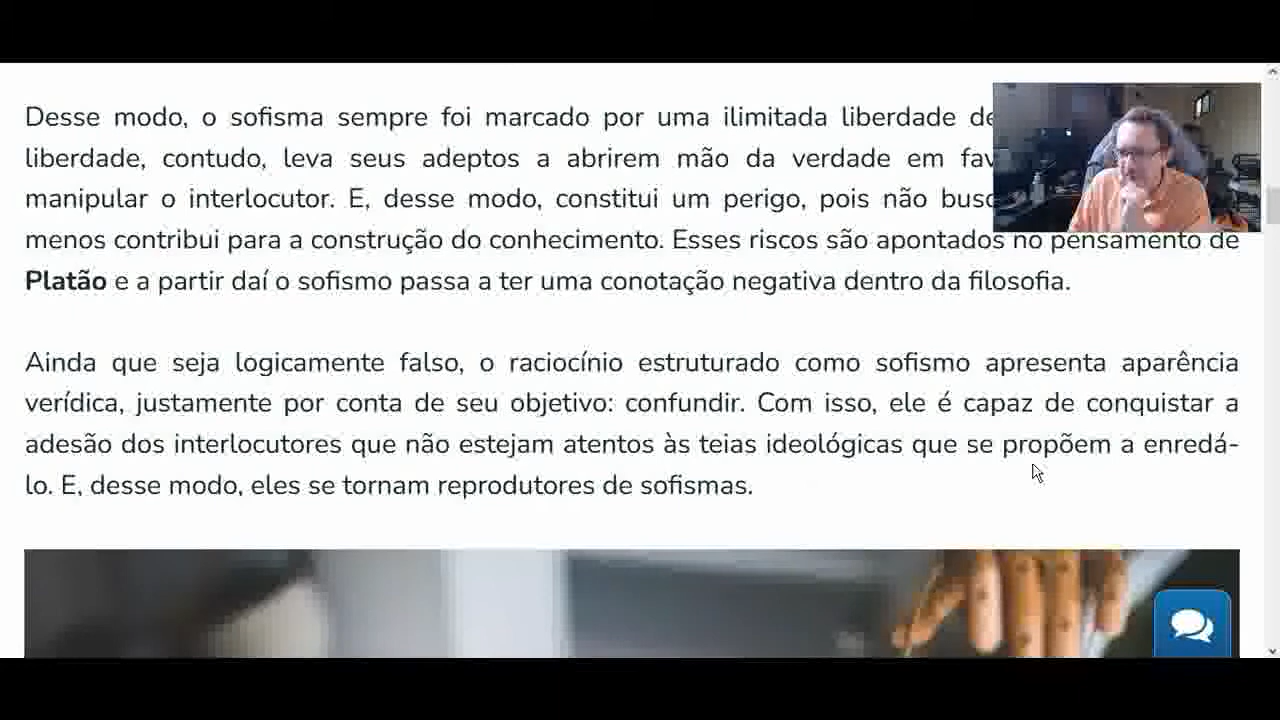 Desse modo, o sofisma sempre foi marcado por uma ilimitada liberdade de
liberdade, contudo, leva seus adeptos a abrirem mão da verdade em
manipular o interlocutor. E, desse modo, constitui um perigo, pois não
menos contribui para a construção do conhecimento. Esses riscos são apontados no pensamento de
Platão e a partir daí o sofismo passa a ter uma conotação negativa dentro da filosofia.
Ainda que seja logicamente falso, o raciocínio estruturado como sofismo apresenta aparência
verídica, justamente por conta de seu objetivo: confundir. Com isso, ele é capaz de conquistar a
adesão dos interlocutores que não estejam atentos às teias ideológicas que se propõem a enredá-
lo. E, desse modo, eles se tornam reprodutores de sofismas.